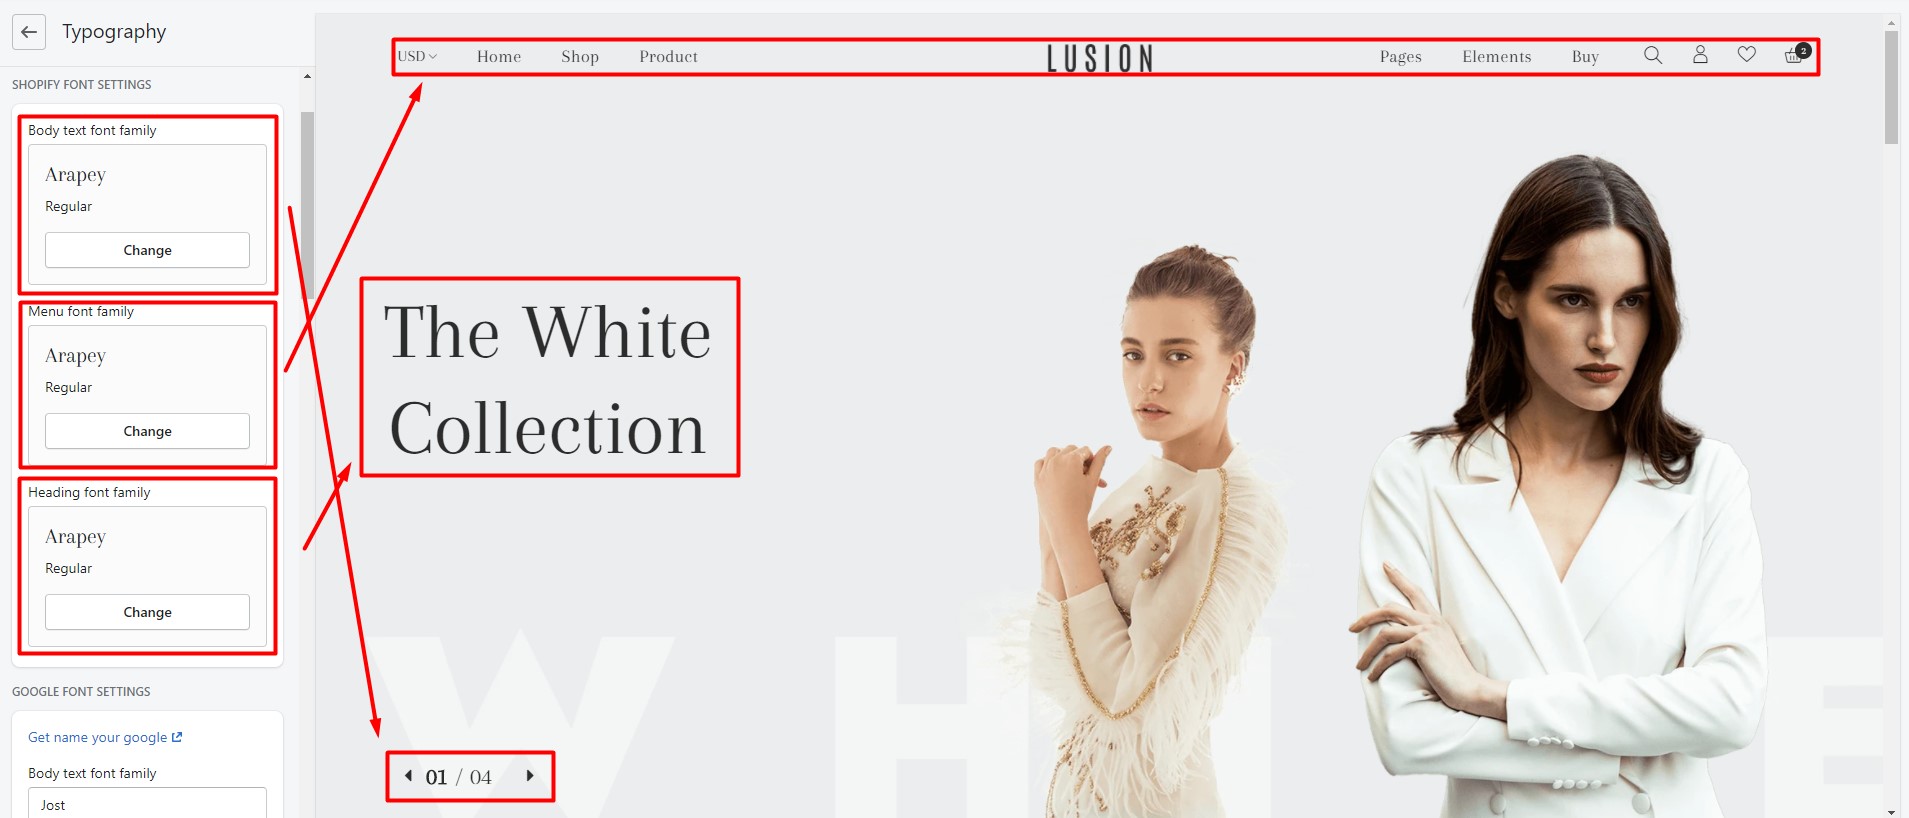 Typography
SHOPIFY FONT SETTINGS
Body text font family
Arapey
Regular
Change
Menu font family
Arapey
Regular
Change
Heading font family
Arapey
Regular
Change
GOOGLE FONT SETTINGS
Get name your google
Body text font family
Jost
USD Home Shop Product LUSION Pages Elements Buy 2
The White
Collection
W H I E
01 / 04